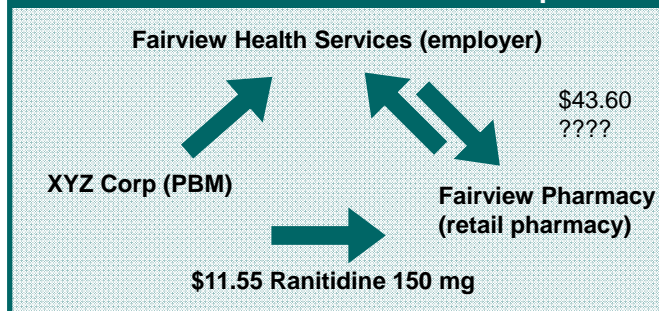 Fairview Health Services (employer)
$43.60
????
XYZ Corp (PBM)
Fairview Pharmacy
(retail pharmacy)
$11.55 Ranitidine 150 mg